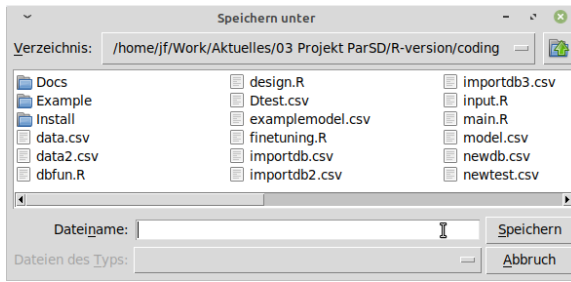 Speichern unter
Verzeichnis: /home/jf/Work/Aktuelles/03 Projekt ParSD/R-version/coding
Docs design.R importdb3.csv
Example Dtest.csv input.R
Install examplemodel.csv main.R
data.csv finetuning.R model.csv
data2.csv importdb.csv newdb.csv
dbfun.R importdb2.csv newtest.csv
Dateiname: Speichern
Dateien des Typs: Abbruch